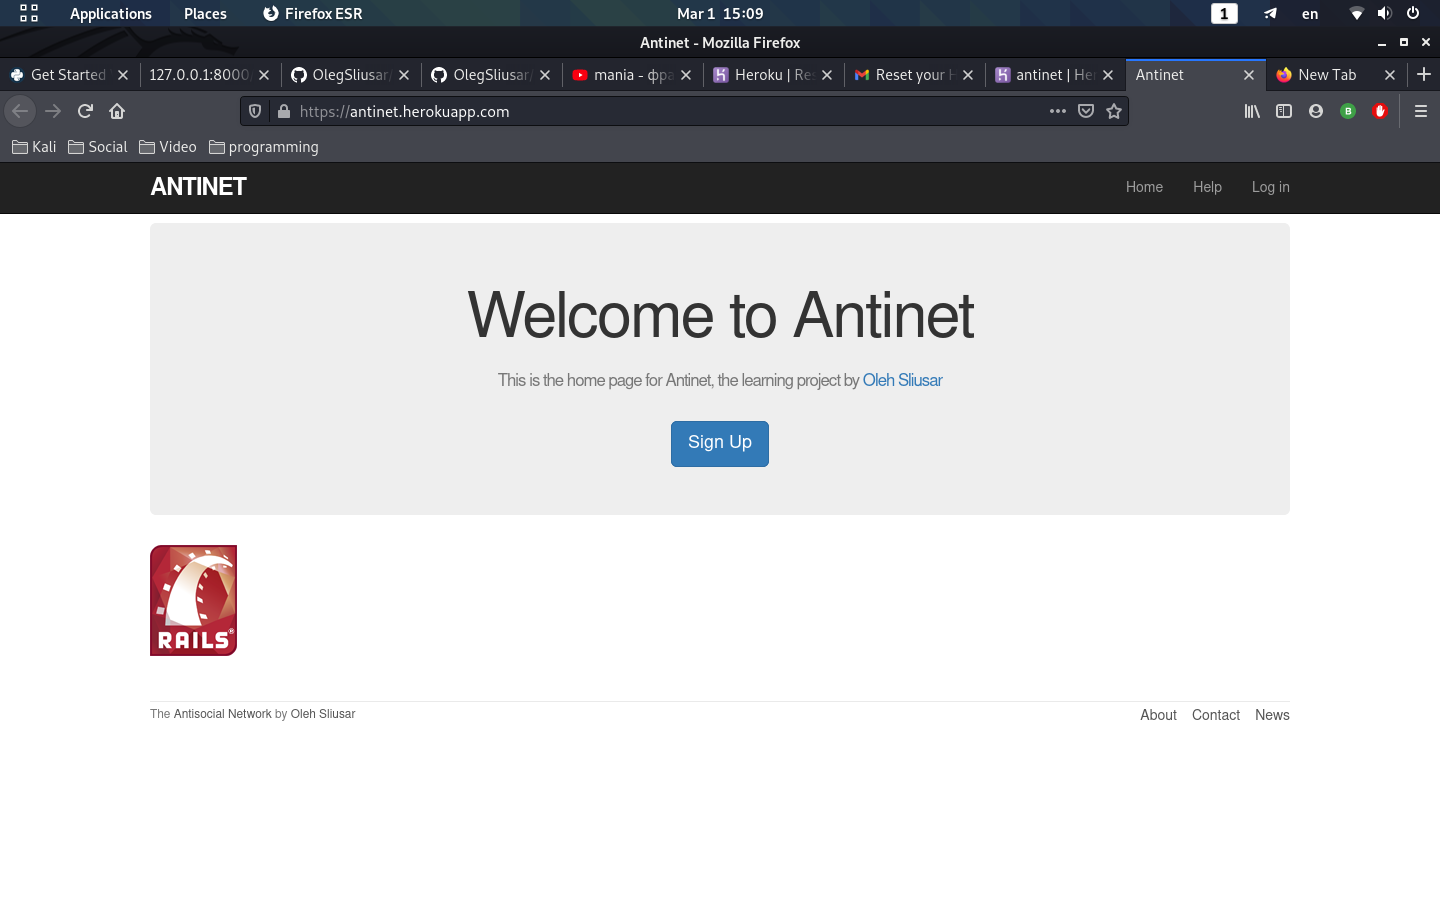 Applications Places Firefox ESR Mar 1 15:09 1 en
Antinet - Mozilla Firefox
Get Started 127.0.0.1:8000 OlegSliusar/ OlegSliusar/ mania - фра Heroku | Res Reset your H antinet | Her Antinet New Tab
https://antinet.herokuapp.com
Kali Social Video programming
ANTINET Home Help Log in
Welcome to Antinet
This is the home page for Antinet, the learning project by Oleh Sliusar
Sign Up
RAILS®
The Antisocial Network by Oleh Sliusar About Contact News